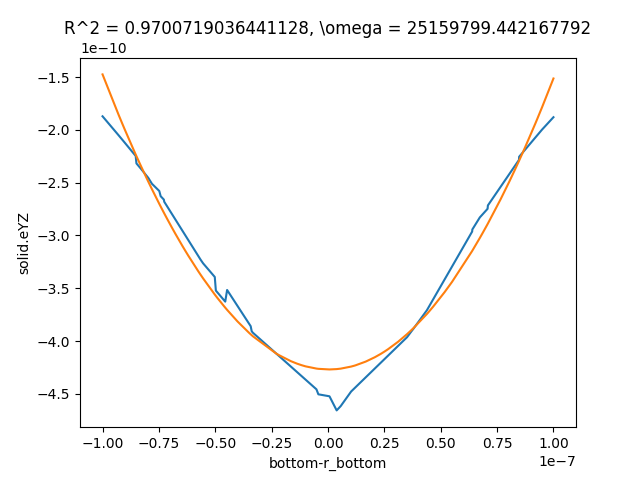 R^2 = 0.9700719036441128, \omega = 25159799.442167792
1e−10
−1.5
−2.0
−2.5
−3.0
−3.5
−4.0
−4.5
solid.eYZ
−1.00 −0.75 −0.50 −0.25 0.00 0.25 0.50 0.75 1.00
bottom-r_bottom
1e−7